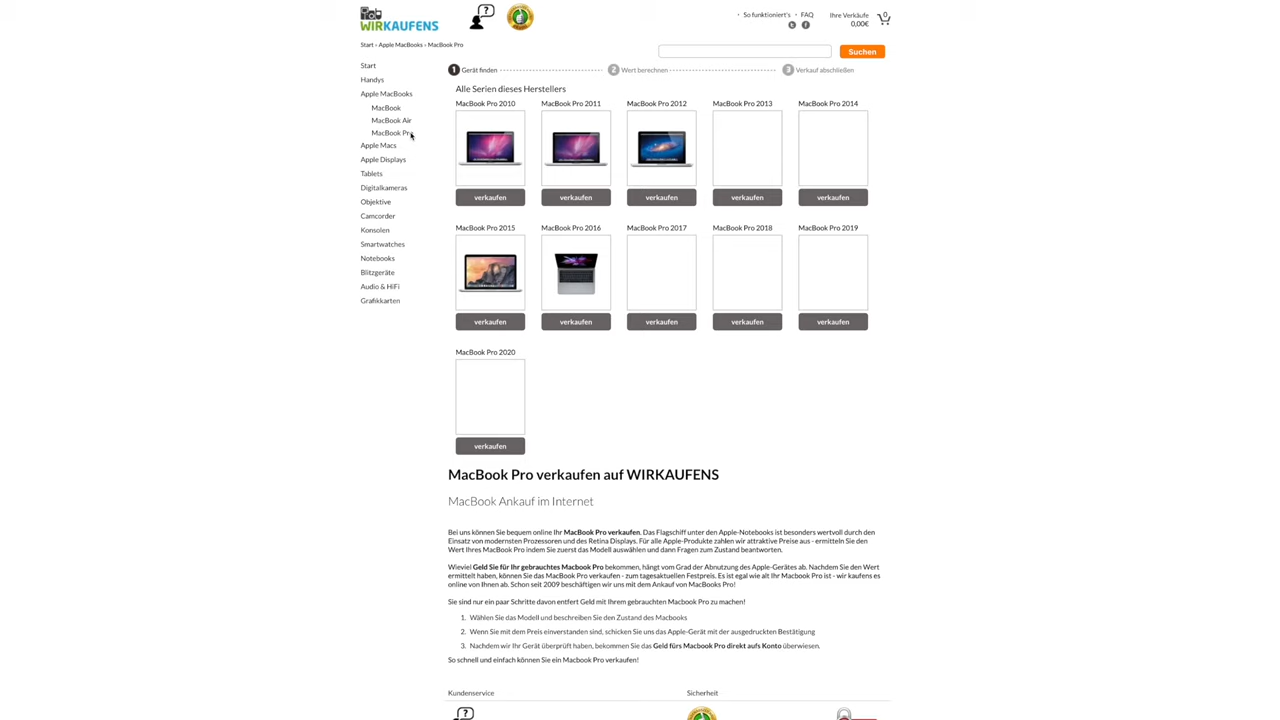 WIRKAUFENS
?
So funktioniert's
FAQ
Ihre Verkäufe
0,00€
0
Start › Apple MacBooks › MacBook Pro
Suchen
Start
Handys
Apple MacBooks
MacBook
MacBook Air
MacBook Pro
Apple Macs
Apple Displays
Tablets
Digitalkameras
Objektive
Camcorder
Konsolen
Smartwatches
Notebooks
Blitzgeräte
Audio & HiFi
Grafikkarten
1 Gerät finden
2 Wert berechnen
3 Verkauf abschließen
Alle Serien dieses Herstellers
MacBook Pro 2010
MacBook Pro 2011
MacBook Pro 2012
MacBook Pro 2013
MacBook Pro 2014
verkaufen
verkaufen
verkaufen
verkaufen
verkaufen
MacBook Pro 2015
MacBook Pro 2016
MacBook Pro 2017
MacBook Pro 2018
MacBook Pro 2019
verkaufen
verkaufen
verkaufen
verkaufen
verkaufen
MacBook Pro 2020
verkaufen
MacBook Pro verkaufen auf WIRKAUFENS
MacBook Ankauf im Internet
Bei uns können Sie bequem online Ihr MacBook Pro verkaufen. Das Flagschiff unter den Apple-Notebooks ist besonders wertvoll durch den
Einsatz von modernsten Prozessoren und des Retina Displays. Für alle Apple-Produkte zahlen wir attraktive Preise aus - ermitteln Sie den
Wert Ihres MacBook Pro indem Sie zuerst das Modell auswählen und dann Fragen zum Zustand beantworten.
Wieviel Geld Sie für Ihr gebrauchtes Macbook Pro bekommen, hängt vom Grad der Abnutzung des Apple-Gerätes ab. Nachdem Sie den Wert
ermittelt haben, können Sie das MacBook Pro verkaufen - zum tagesaktuellen Festpreis. Es ist egal wie alt Ihr Macbook Pro ist - wir kaufens es
online von Ihnen ab. Schon seit 2009 beschäftigen wir uns mit dem Ankauf von MacBooks Pro!
Sie sind nur ein paar Schritte davon entfert Geld mit Ihrem gebrauchten Macbook Pro zu machen!
1. Wählen Sie das Modell und beschreiben Sie den Zustand des Macbooks
2. Wenn Sie mit dem Preis einverstanden sind, schicken Sie uns das Apple-Gerät mit der ausgedruckten Bestätigung
3. Nachdem wir Ihr Gerät überprüft haben, bekommen Sie das Geld fürs Macbook Pro direkt aufs Konto überwiesen.
So schnell und einfach können Sie ein Macbook Pro verkaufen!
Kundenservice
Sicherheit
?